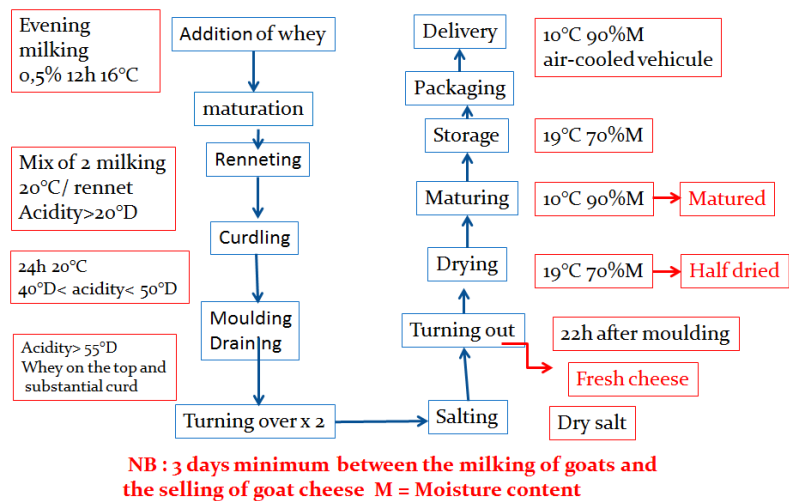 Evening
milking
0,5% 12h 16°C
Addition of whey
maturation
Renneting
Mix of 2 milking
20°C/ rennet
Acidity>20°D
Curdling
24h 20°C
40°D< acidity< 50°D
Moulding
Draining
Acidity> 55°D
Whey on the top and
substantial curd
Turning over x 2
Salting
Dry salt
Turning out
22h after moulding
Fresh cheese
Drying
19°C 70%M
Half dried
Maturing
10°C 90%M
Matured
Storage
19°C 70%M
Packaging
Delivery
10°C 90%M
air-cooled vehicule
NB : 3 days minimum between the milking of goats and
the selling of goat cheese M = Moisture content